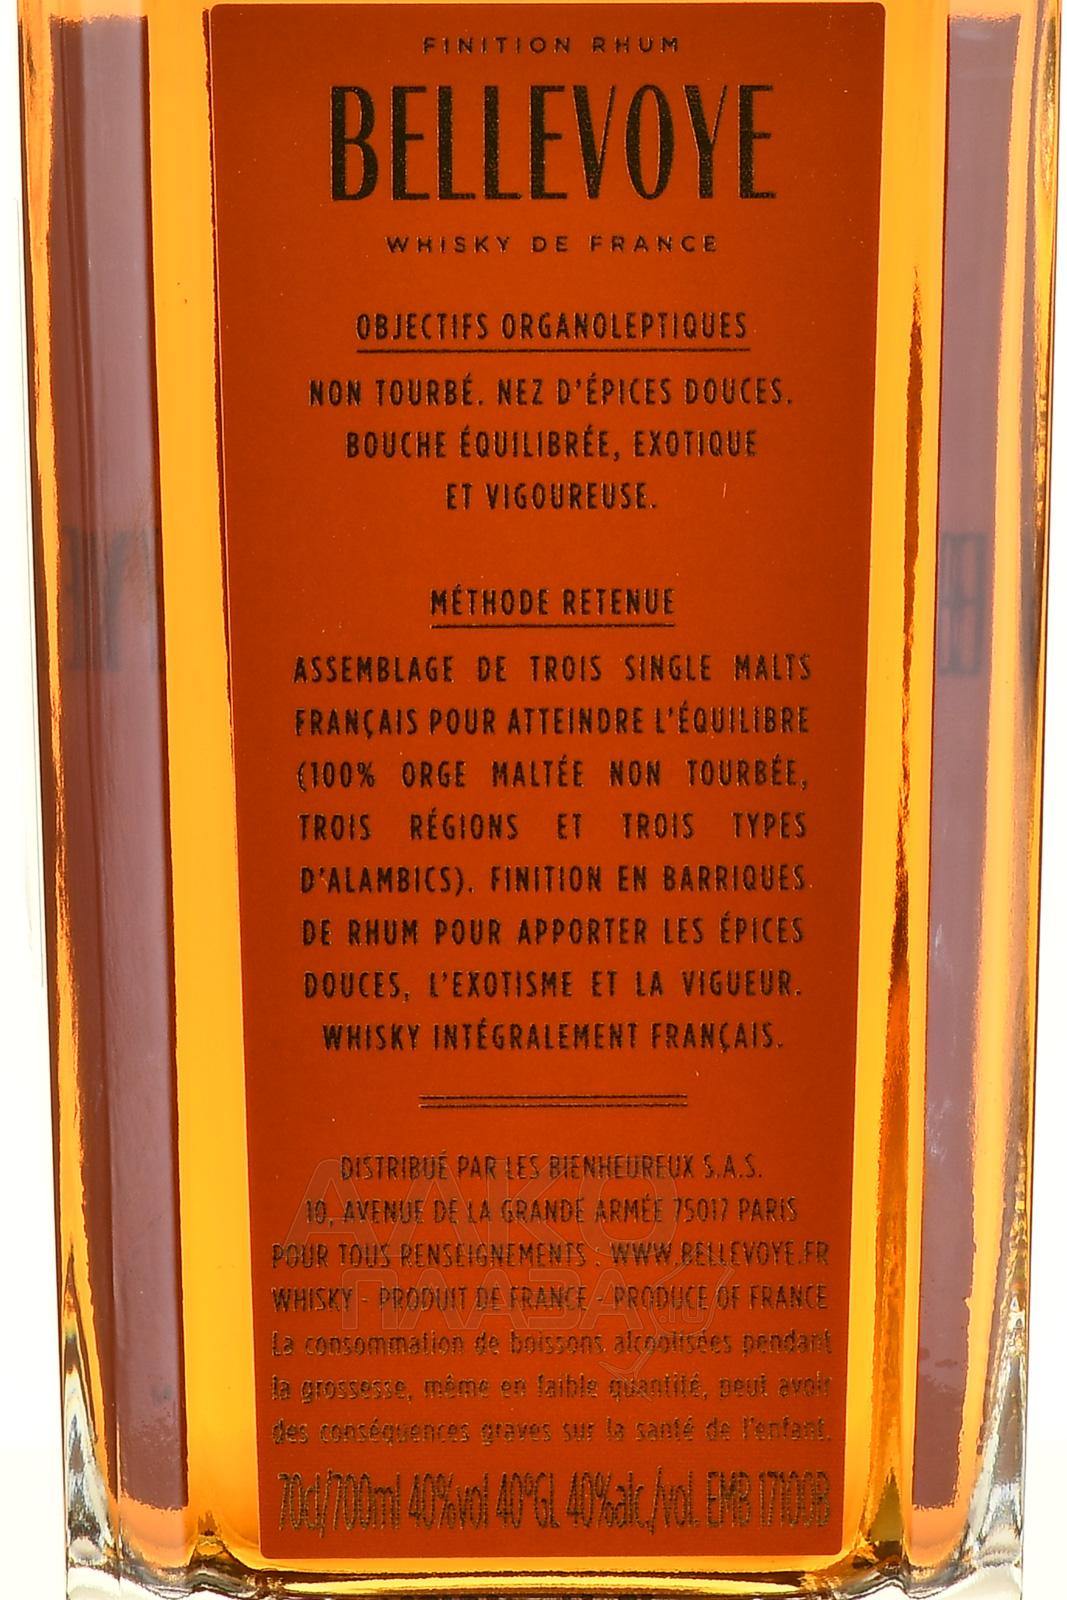 FINITION RHUM
BELLEVOYE
WHISKY DE FRANCE
OBJECTIFS ORGANOLEPTIQUES
NON TOURBÉ. NEZ D'ÉPICES DOUCES.
BOUCHE ÉQUILIBRÉE, EXOTIQUE
ET VIGOUREUSE.
MÉTHODE RETENUE
ASSEMBLAGE DE TROIS SINGLE MALTS
FRANÇAIS POUR ATTEINDRE L'ÉQUILIBRE
(100% ORGE MALTÉE NON TOURBÉE,
TROIS RÉGIONS ET TROIS TYPES
D'ALAMBICS). FINITION EN BARRIQUES
DE RHUM POUR APPORTER LES ÉPICES
DOUCES, L'EXOTISME ET LA VIGUEUR.
WHISKY INTÉGRALEMENT FRANÇAIS.
DISTRIBUÉ PAR LES BIENHEUREUX S.A.S.
10, AVENUE DE LA GRANDE ARMÉE 75017 PARIS
POUR TOUS RENSEIGNEMENTS . WWW.BELLEVOYE.FR
WHISKY - PRODUIT DE FRANCE - PRODUCE OF FRANCE
La consommation de boissons alcoolisées pendant
la grossesse, même en faible quantité, peut avoir
des conséquences graves sur la santé de l'enfant.
70cl/700ml 40%vol 40°GL 40%alc./vol. EMB 17100B
АЛКО
ПЛАЗА.ru